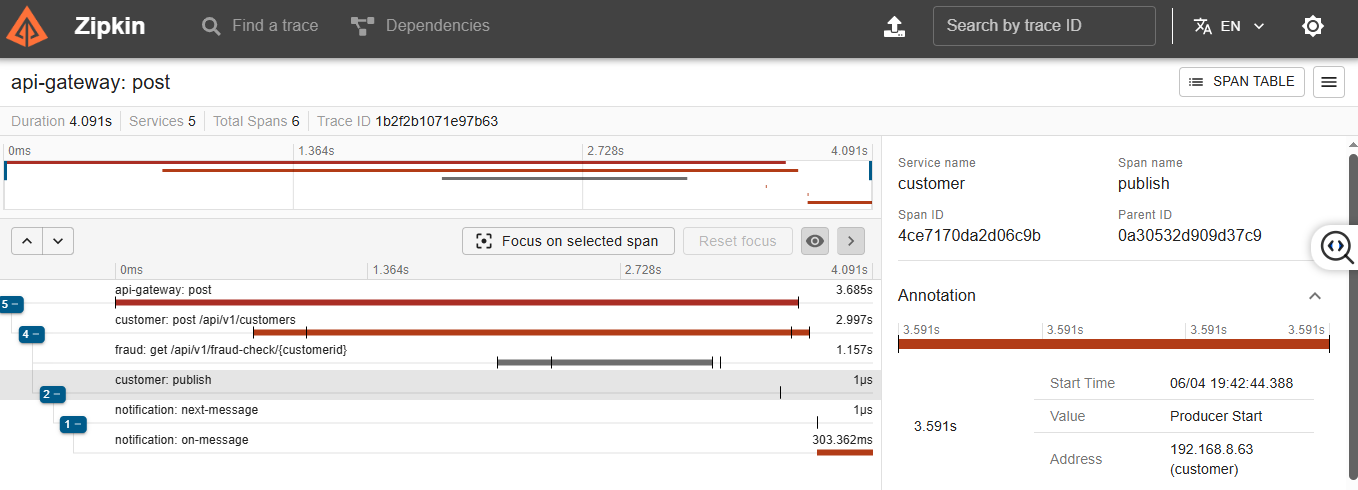 Zipkin Find a trace Dependencies Search by trace ID EN
api-gateway: post SPAN TABLE
Duration 4.091s Services 5 Total Spans 6 Trace ID 1b2f2b1071e97b63
0ms 1.364s 2.728s 4.091s
Focus on selected span Reset focus
0ms 1.364s 2.728s 4.091s
api-gateway: post 3.685s
5 −
customer: post /api/v1/customers 2.997s
4 −
fraud: get /api/v1/fraud-check/{customerid} 1.157s
customer: publish 1μs
2 −
notification: next-message 1μs
1 −
notification: on-message 303.362ms
Service name Span name
customer publish
Span ID Parent ID
4ce7170da2d06c9b 0a30532d909d37c9
Annotation
3.591s 3.591s 3.591s 3.591s
Start Time 06/04 19:42:44.388
3.591s Value Producer Start
Address 192.168.8.63
(customer)